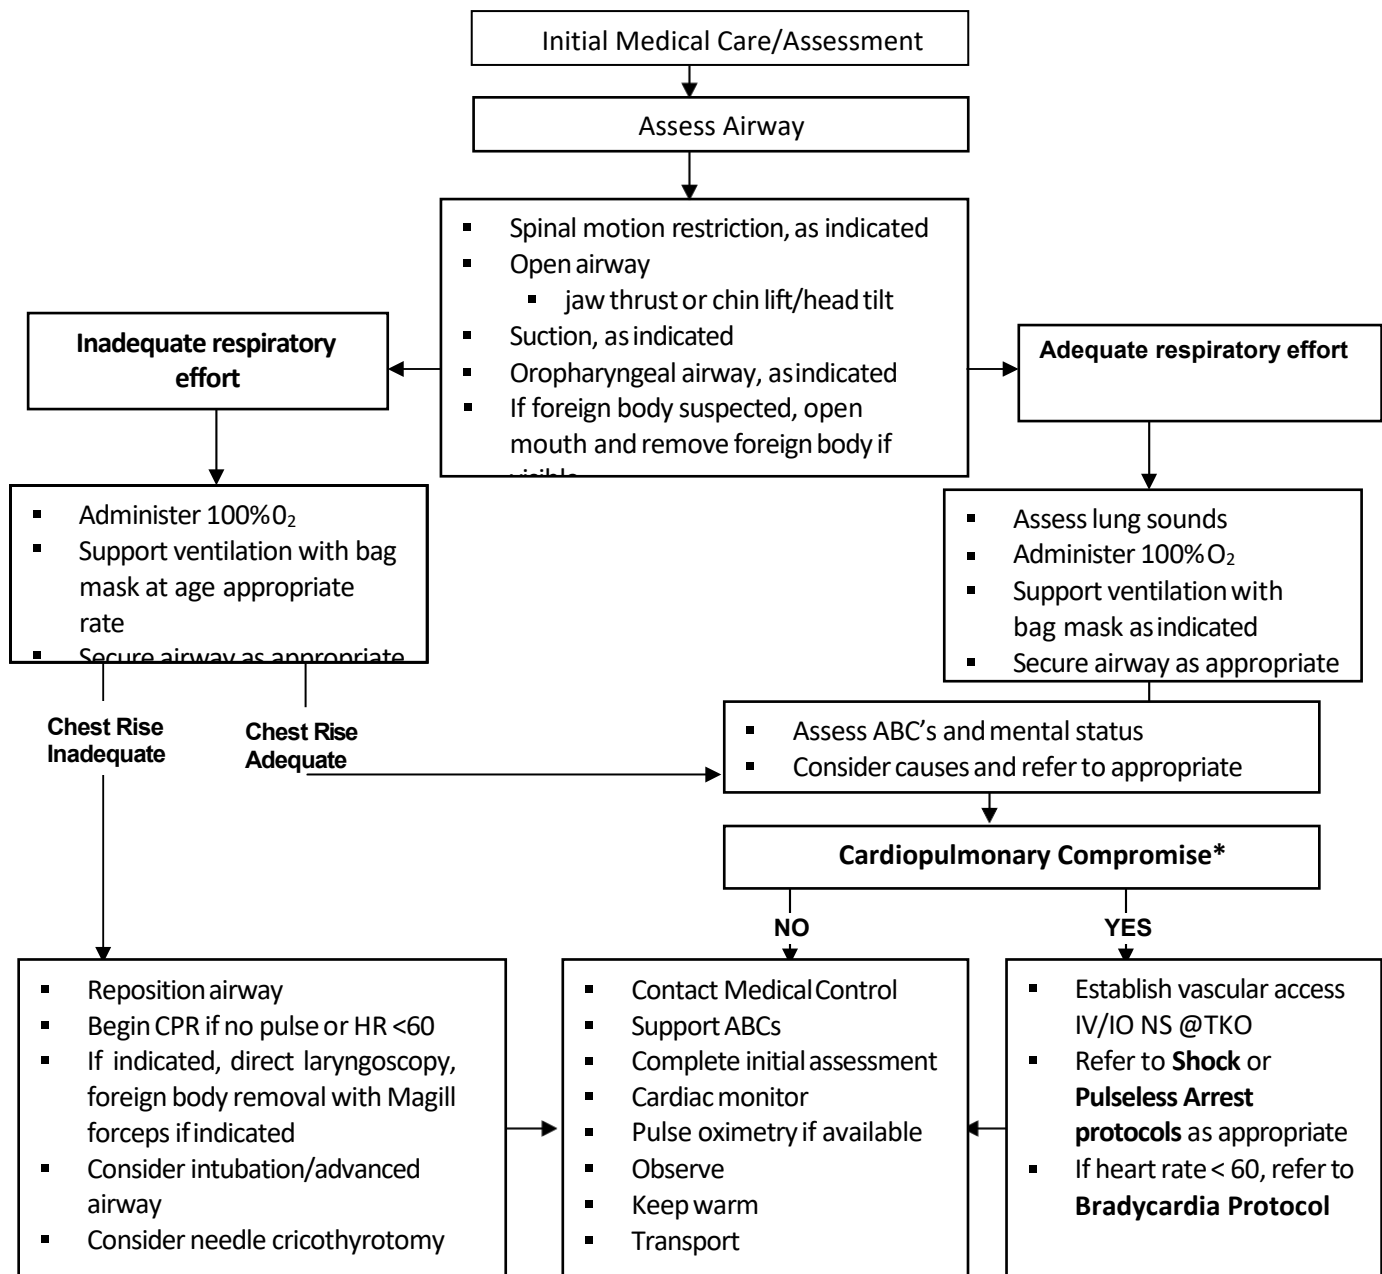 Initial Medical Care/Assessment
Assess Airway
▪ Spinal motion restriction, as indicated
▪ Open airway
▪ jaw thrust or chin lift/head tilt
▪ Suction, as indicated
▪ Oropharyngeal airway, as indicated
▪ If foreign body suspected, open
mouth and remove foreign body if
visible
Inadequate respiratory
effort
Adequate respiratory effort
▪ Administer 100% 0₂
▪ Support ventilation with bag
mask at age appropriate
rate
▪ Secure airway as appropriate
▪ Assess lung sounds
▪ Administer 100% O₂
▪ Support ventilation with
bag mask as indicated
▪ Secure airway as appropriate
Chest Rise
Inadequate
Chest Rise
Adequate
▪ Assess ABC's and mental status
▪ Consider causes and refer to appropriate
Cardiopulmonary Compromise*
NO
YES
▪ Reposition airway
▪ Begin CPR if no pulse or HR <60
▪ If indicated, direct laryngoscopy,
foreign body removal with Magill
forceps if indicated
▪ Consider intubation/advanced
airway
▪ Consider needle cricothyrotomy
▪ Contact Medical Control
▪ Support ABCs
▪ Complete initial assessment
▪ Cardiac monitor
▪ Pulse oximetry if available
▪ Observe
▪ Keep warm
▪ Transport
▪ Establish vascular access
IV/IO NS @TKO
▪ Refer to Shock or
Pulseless Arrest
protocols as appropriate
▪ If heart rate < 60, refer to
Bradycardia Protocol